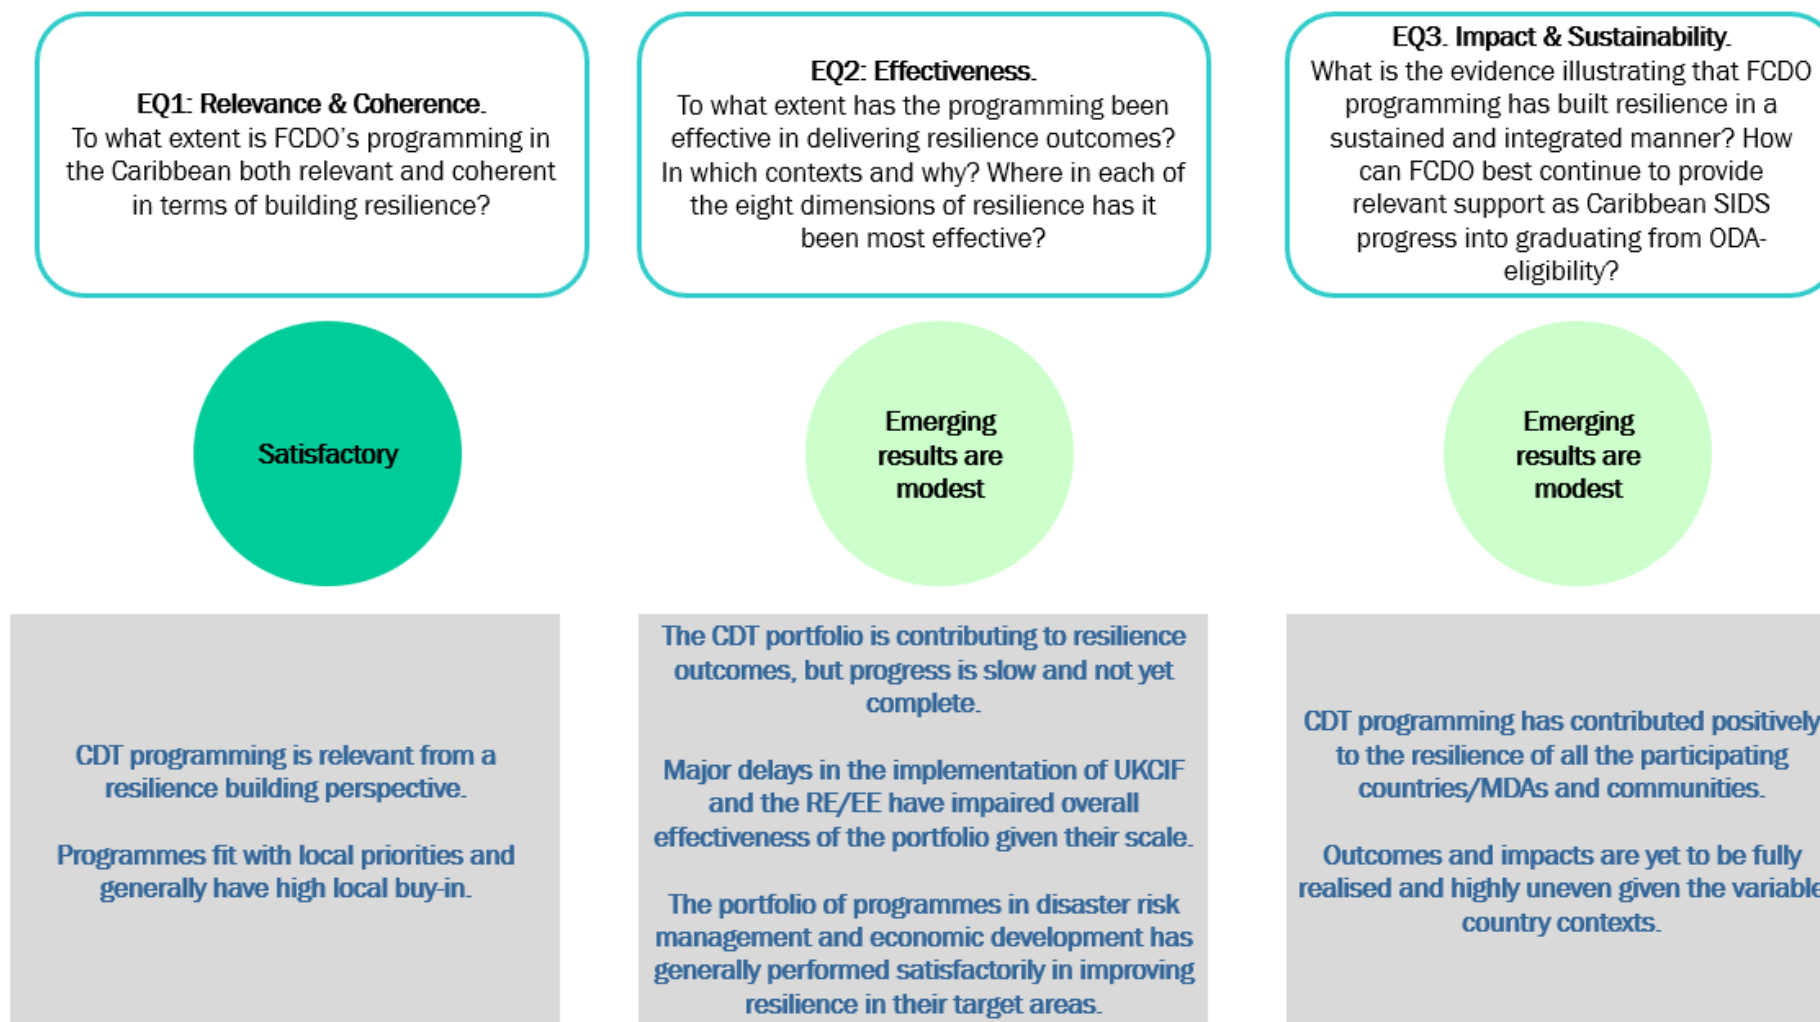 EQ1: Relevance & Coherence.
To what extent is FCDO's programming in
the Caribbean both relevant and coherent
in terms of building resilience?
EQ2: Effectiveness.
To what extent has the programming been
effective in delivering resilience outcomes?
In which contexts and why? Where in each of
the eight dimensions of resilience has it
been most effective?
EQ3. Impact & Sustainability.
What is the evidence illustrating that FCDO
programming has built resilience in a
sustained and integrated manner? How
can FCDO best continue to provide
relevant support as Caribbean SIDS
progress into graduating from ODA-
eligibility?
Satisfactory
Emerging
results are
modest
Emerging
results are
modest
CDT programming is relevant from a
resilience building perspective.
Programmes fit with local priorities and
generally have high local buy-in.
The CDT portfolio is contributing to resilience
outcomes, but progress is slow and not yet
complete.
Major delays in the implementation of UKCIF
and the RE/EE have impaired overall
effectiveness of the portfolio given their scale.
The portfolio of programmes in disaster risk
management and economic development has
generally performed satisfactorily in improving
resilience in their target areas.
CDT programming has contributed positively
to the resilience of all the participating
countries/MDAs and communities.
Outcomes and impacts are yet to be fully
realised and highly uneven given the variable
country contexts.